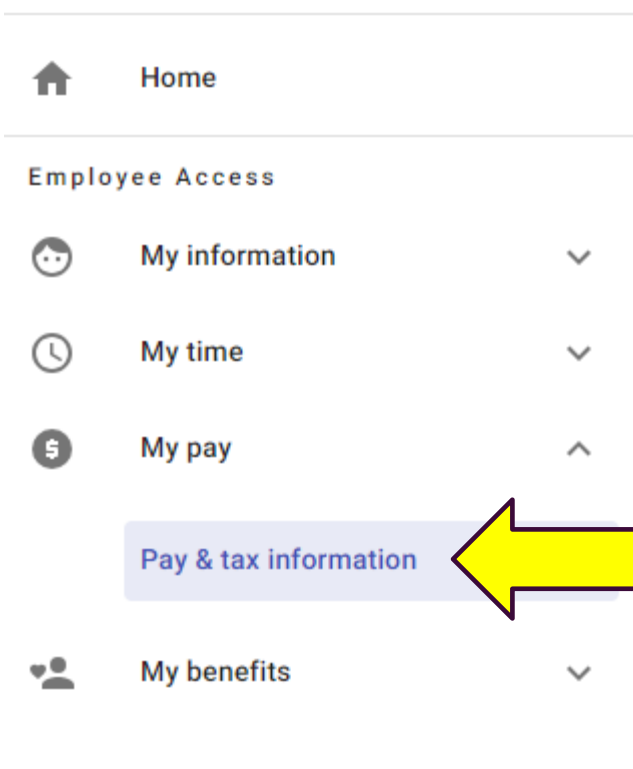 Home
Employee Access
My information
My time
$
My pay
Pay & tax information
My benefits